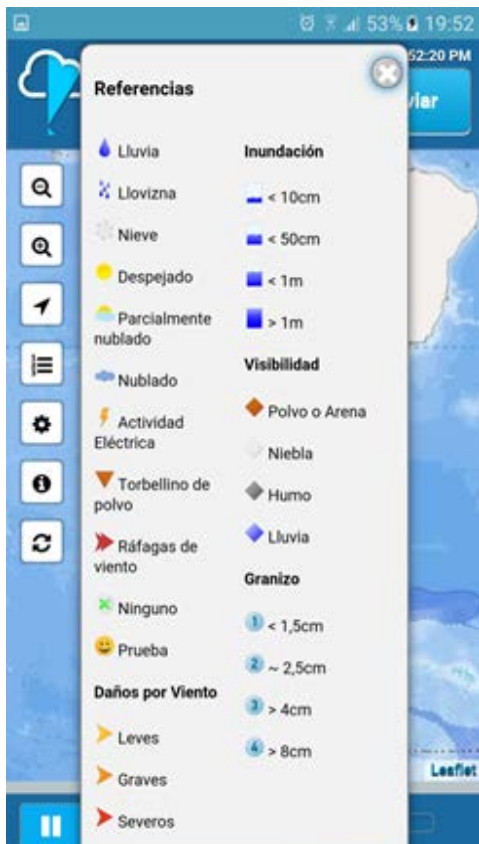 53% 19:52
52:20 PM
Referencias
viar
Lluvia
Llovizna
Nieve
Despejado
Parcialmente
nublado
Nublado
Actividad
Eléctrica
Torbellino de
polvo
Ráfagas de
viento
Ninguno
Prueba
Daños por Viento
Leves
Graves
Severos
Inundación
< 10cm
< 50cm
< 1m
> 1m
Visibilidad
Polvo o Arena
Niebla
Humo
Lluvia
Granizo
1 < 1,5cm
2 ~ 2,5cm
3 > 4cm
4 > 8cm
Leaflet